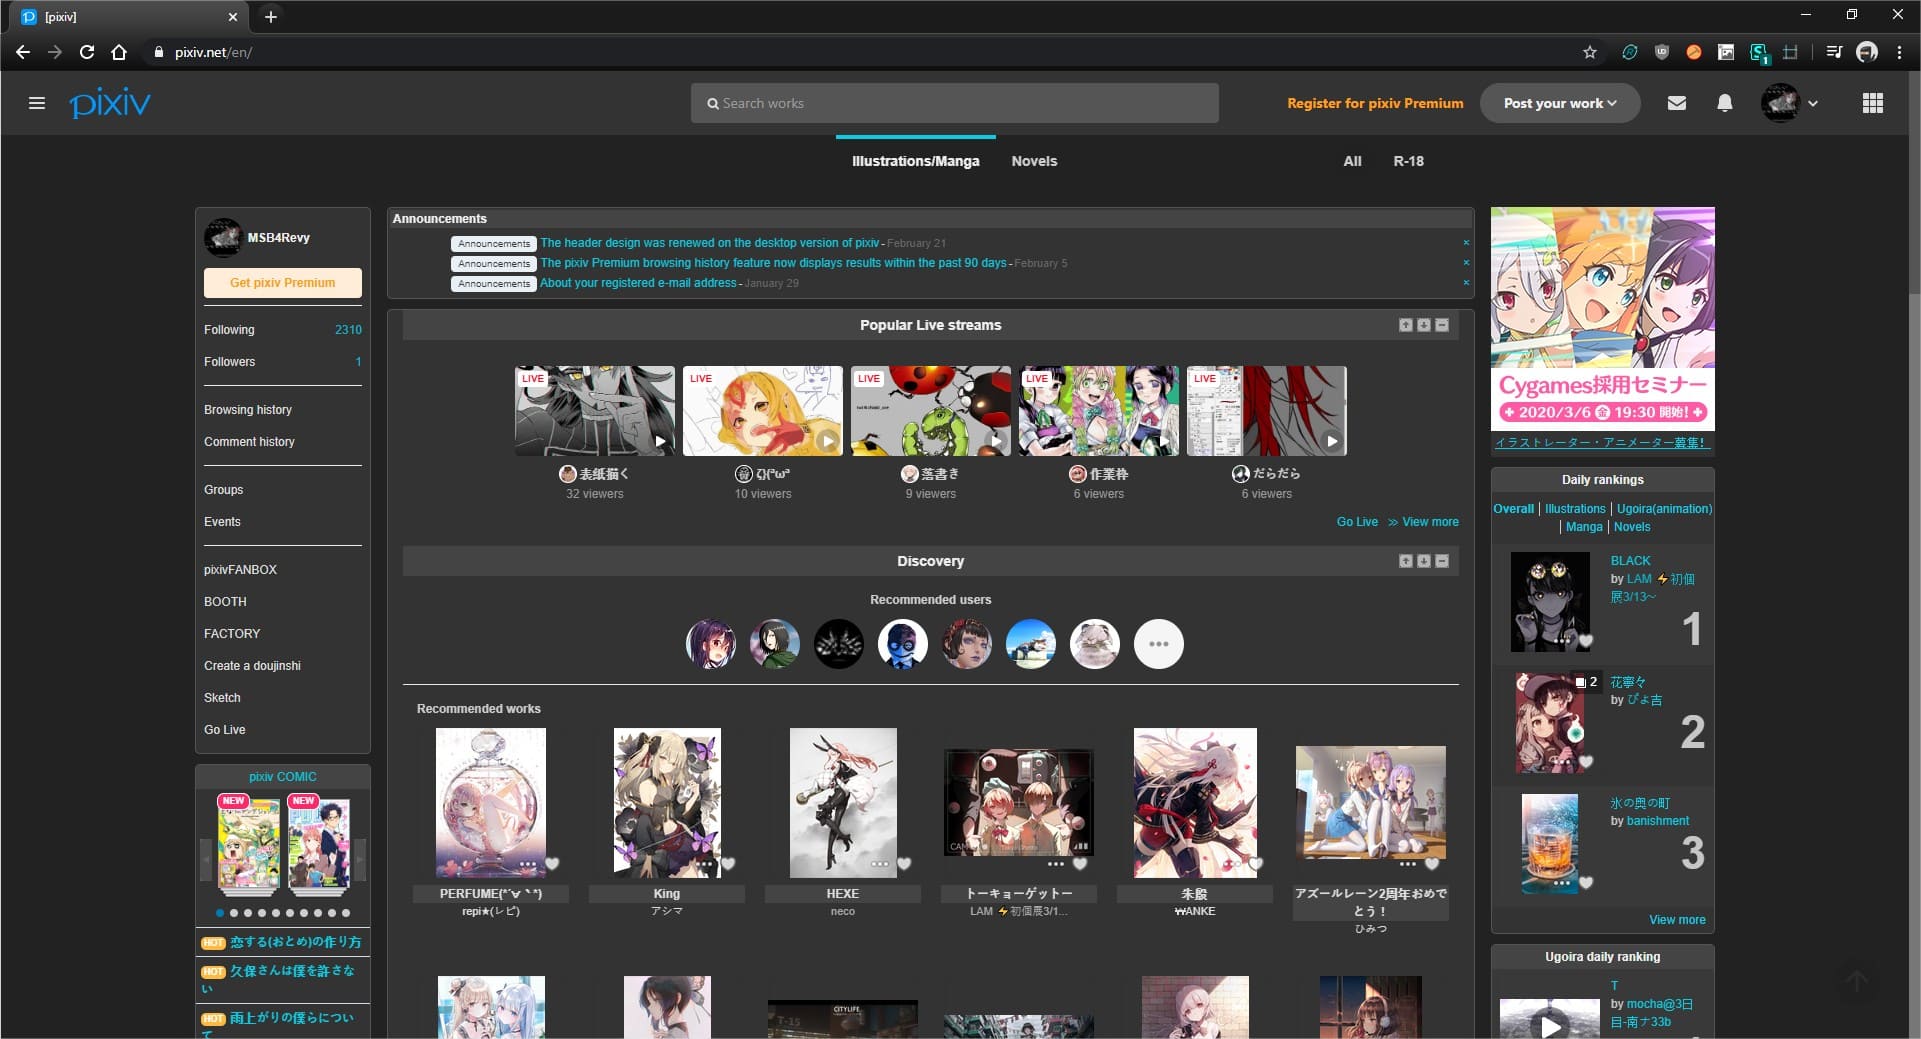 [pixiv]
pixiv.net/en/
pixiv
Search works
Register for pixiv Premium
Post your work
Illustrations/Manga
Novels
All
R-18
MSB4Revy
Get pixiv Premium
Following 2310
Followers 1
Browsing history
Comment history
Groups
Events
pixivFANBOX
BOOTH
FACTORY
Create a doujinshi
Sketch
Go Live
pixiv COMIC
NEW NEW
HOT 恋する(おとめ)の作り方
HOT 久保さんは僕を許さな
い
HOT 雨上がりの僕らについ
て
Announcements
Announcements The header design was renewed on the desktop version of pixiv - February 21
Announcements The pixiv Premium browsing history feature now displays results within the past 90 days - February 5
Announcements About your registered e-mail address - January 29
Popular Live streams
LIVE LIVE LIVE LIVE LIVE
表紙描く
32 viewers
ζ}(ªωª
10 viewers
落書き
9 viewers
作業枠
6 viewers
だらだら
6 viewers
Go Live ≫ View more
Discovery
Recommended users
Recommended works
PERFUME(*´∀｀*)
repi★(レピ)
King
アシマ
HEXE
neco
トーキョーゲットー
LAM ⚡初個展3/1...
朱殷
₩ANKE
アズールレーン2周年おめで
とう！
ひみつ
CITYLIFE
T-15
Cygames採用セミナー
2020/3/6 金 19:30 開始!
イラストレーター・アニメーター募集!
Daily rankings
Overall | Illustrations | Ugoira(animation)
| Manga | Novels
BLACK
by LAM ⚡初個
展3/13〜
1
2
花寧々
by ぴよ吉
2
氷の奥の町
by banishment
3
View more
Ugoira daily ranking
T
by mocha@3日
目-南ナ33b